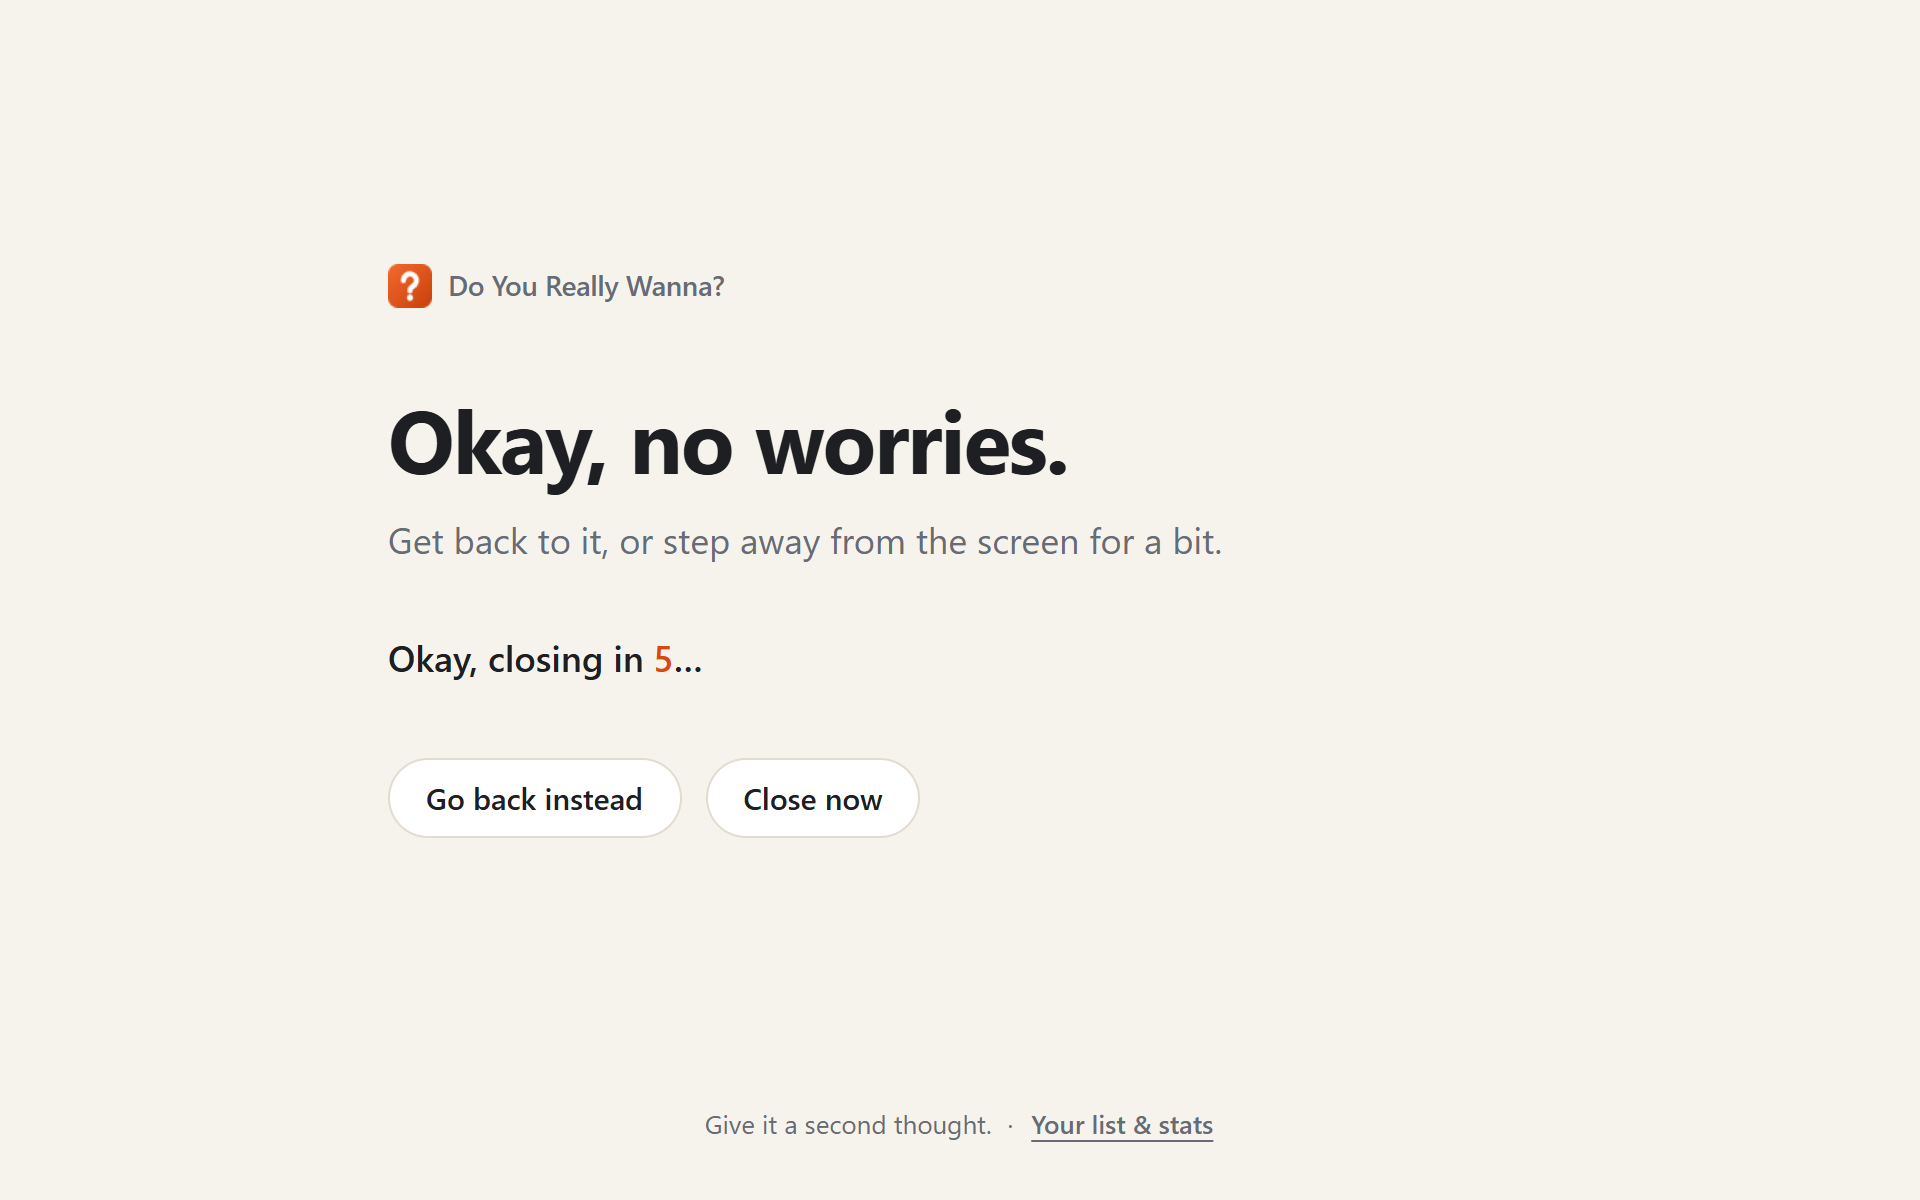 ?
Do You Really Wanna?
Okay, no worries.
Get back to it, or step away from the screen for a bit.
Okay, closing in 5...
Go back instead
Close now
Give it a second thought. · Your list & stats